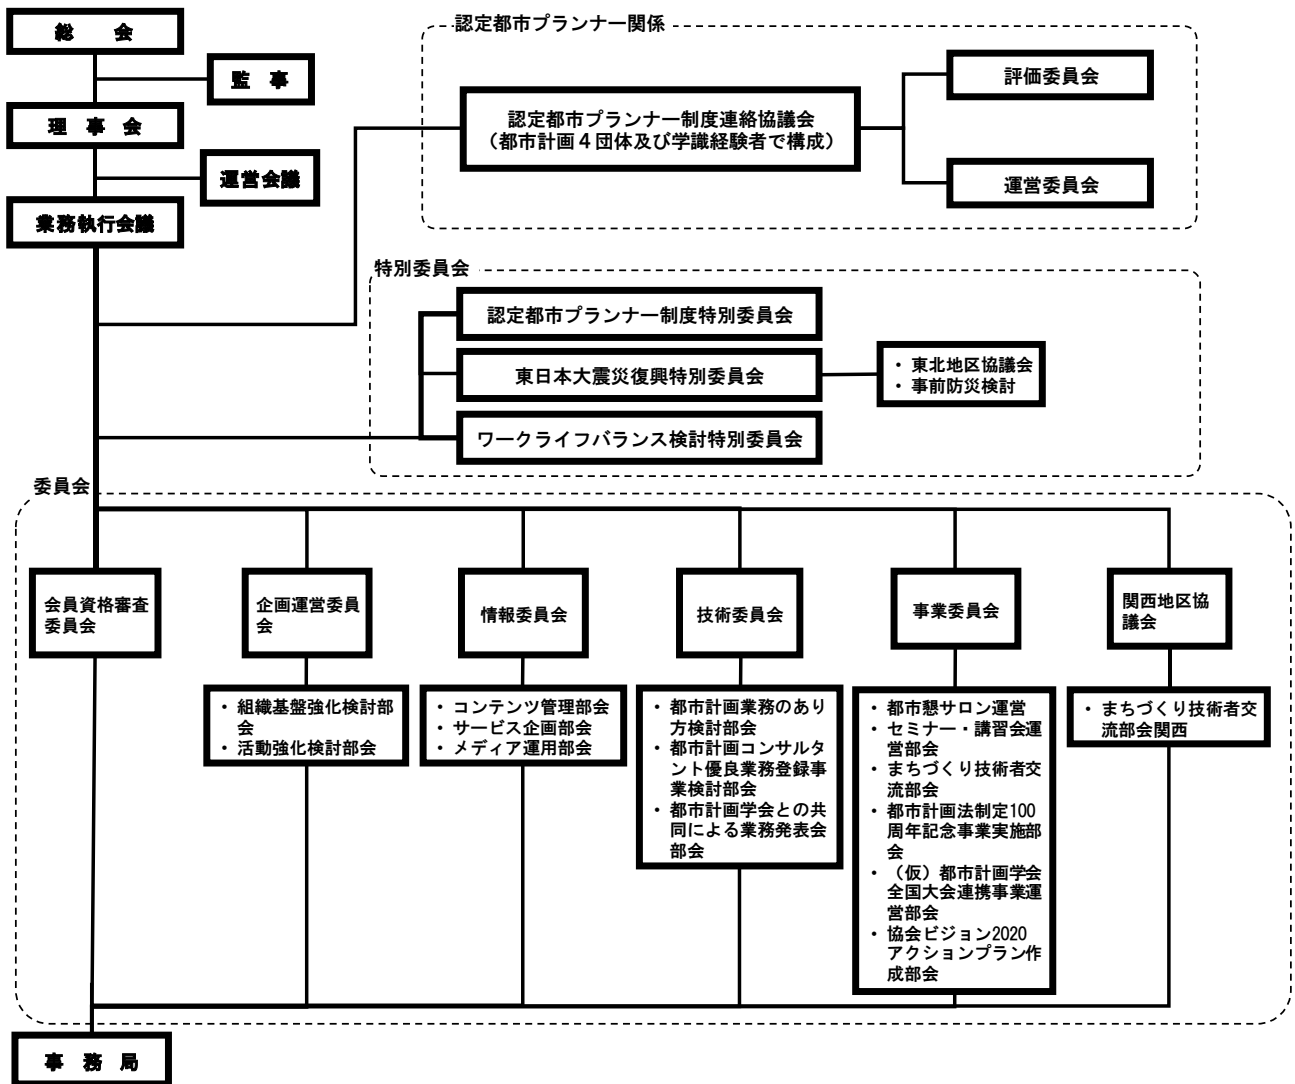 総　会
監　事
理　事　会
運営会議
業務執行会議
認定都市プランナー関係
認定都市プランナー制度連絡協議会
（都市計画４団体及び学識経験者で構成）
評価委員会
運営委員会
特別委員会
認定都市プランナー制度特別委員会
東日本大震災復興特別委員会
・ 東北地区協議会
・ 事前防災検討
ワークライフバランス検討特別委員会
委員会
会員資格審査
委員会
企画運営委員
会
・ 組織基盤強化検討部
会
・ 活動強化検討部会
情報委員会
・ コンテンツ管理部会
・ サービス企画部会
・ メディア運用部会
技術委員会
・ 都市計画業務のあり
方検討部会
・ 都市計画コンサルタ
ント優良業務登録事
業検討部会
・ 都市計画学会との共
同による業務発表会
部会
事業委員会
・ 都市懇サロン運営
・ セミナー・講習会運
営部会
・ まちづくり技術者交
流部会
・ 都市計画法制定100
周年記念事業実施部
会
・ （仮）都市計画学会
全国大会連携事業運
営部会
・ 協会ビジョン2020
アクションプラン作
成部会
関西地区協
議会
・ まちづくり技術者交
流部会関西
事　務　局